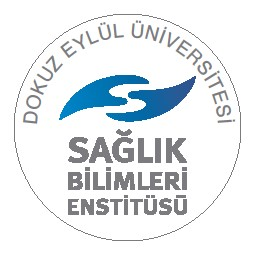 DOKUZ EYLÜL ÜNİVERSİTESİ
SAĞLIK
BİLİMLERİ
ENSTİTÜSÜ